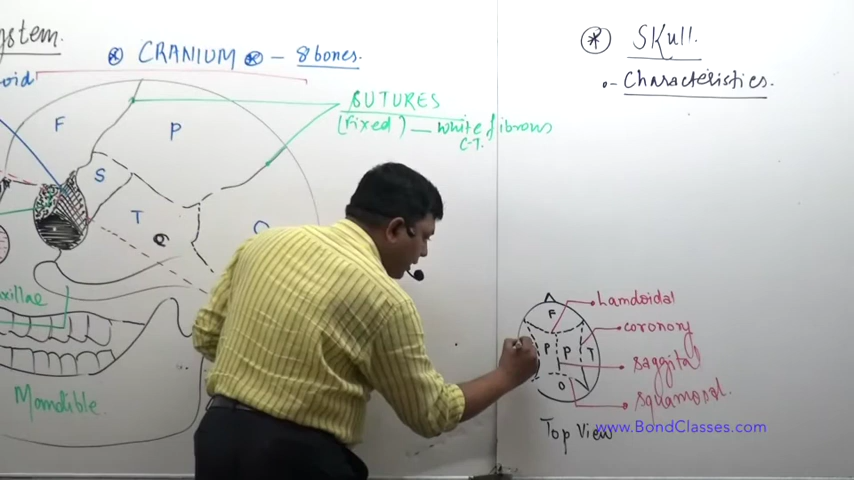 ystem.
oid
⊛ CRANIUM ⊛ - 8 bones.
SUTURES
(Fixed) - White fibrous
C.T.
F
P
S
T
O
axillae
Mandible
⊛ Skull.
- Characteristics.
Lamdoidal
coronory
saggital
squamosal.
F
P
P
T
O
Top View
www.BondClasses.com